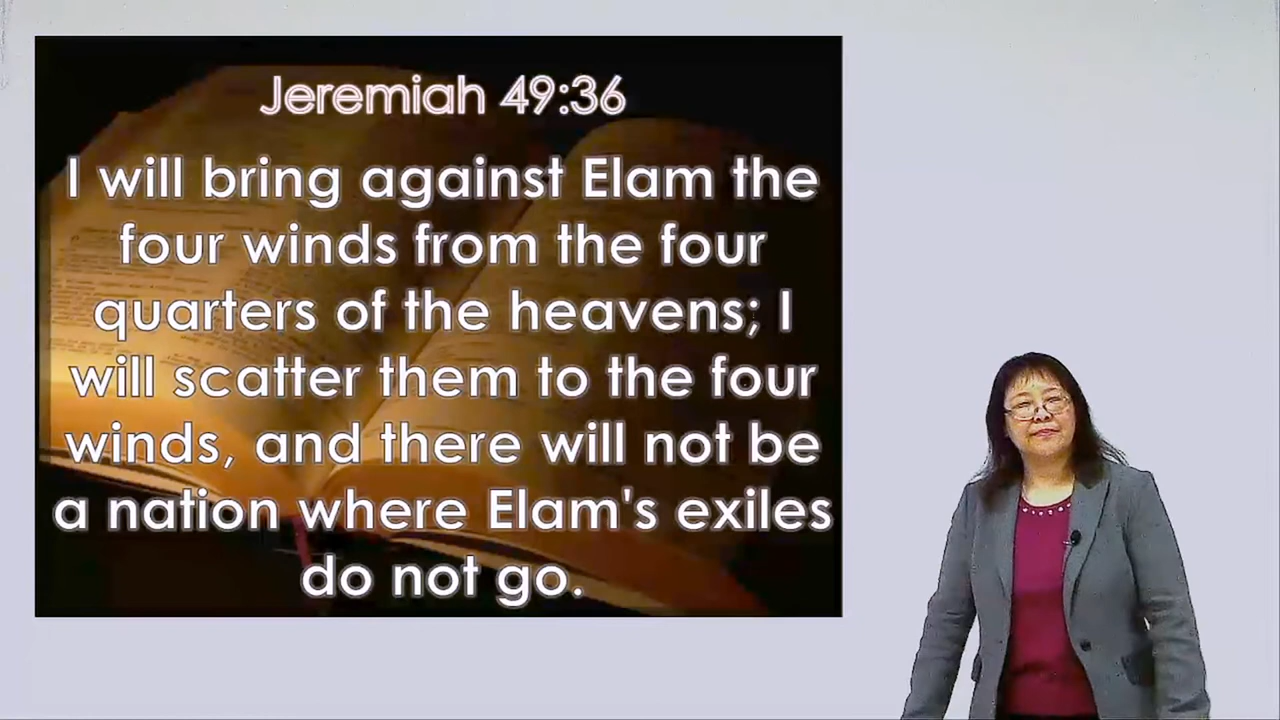 Jeremiah 49:36
I will bring against Elam the
four winds from the four
quarters of the heavens; I
will scatter them to the four
winds, and there will not be
a nation where Elam's exiles
do not go.